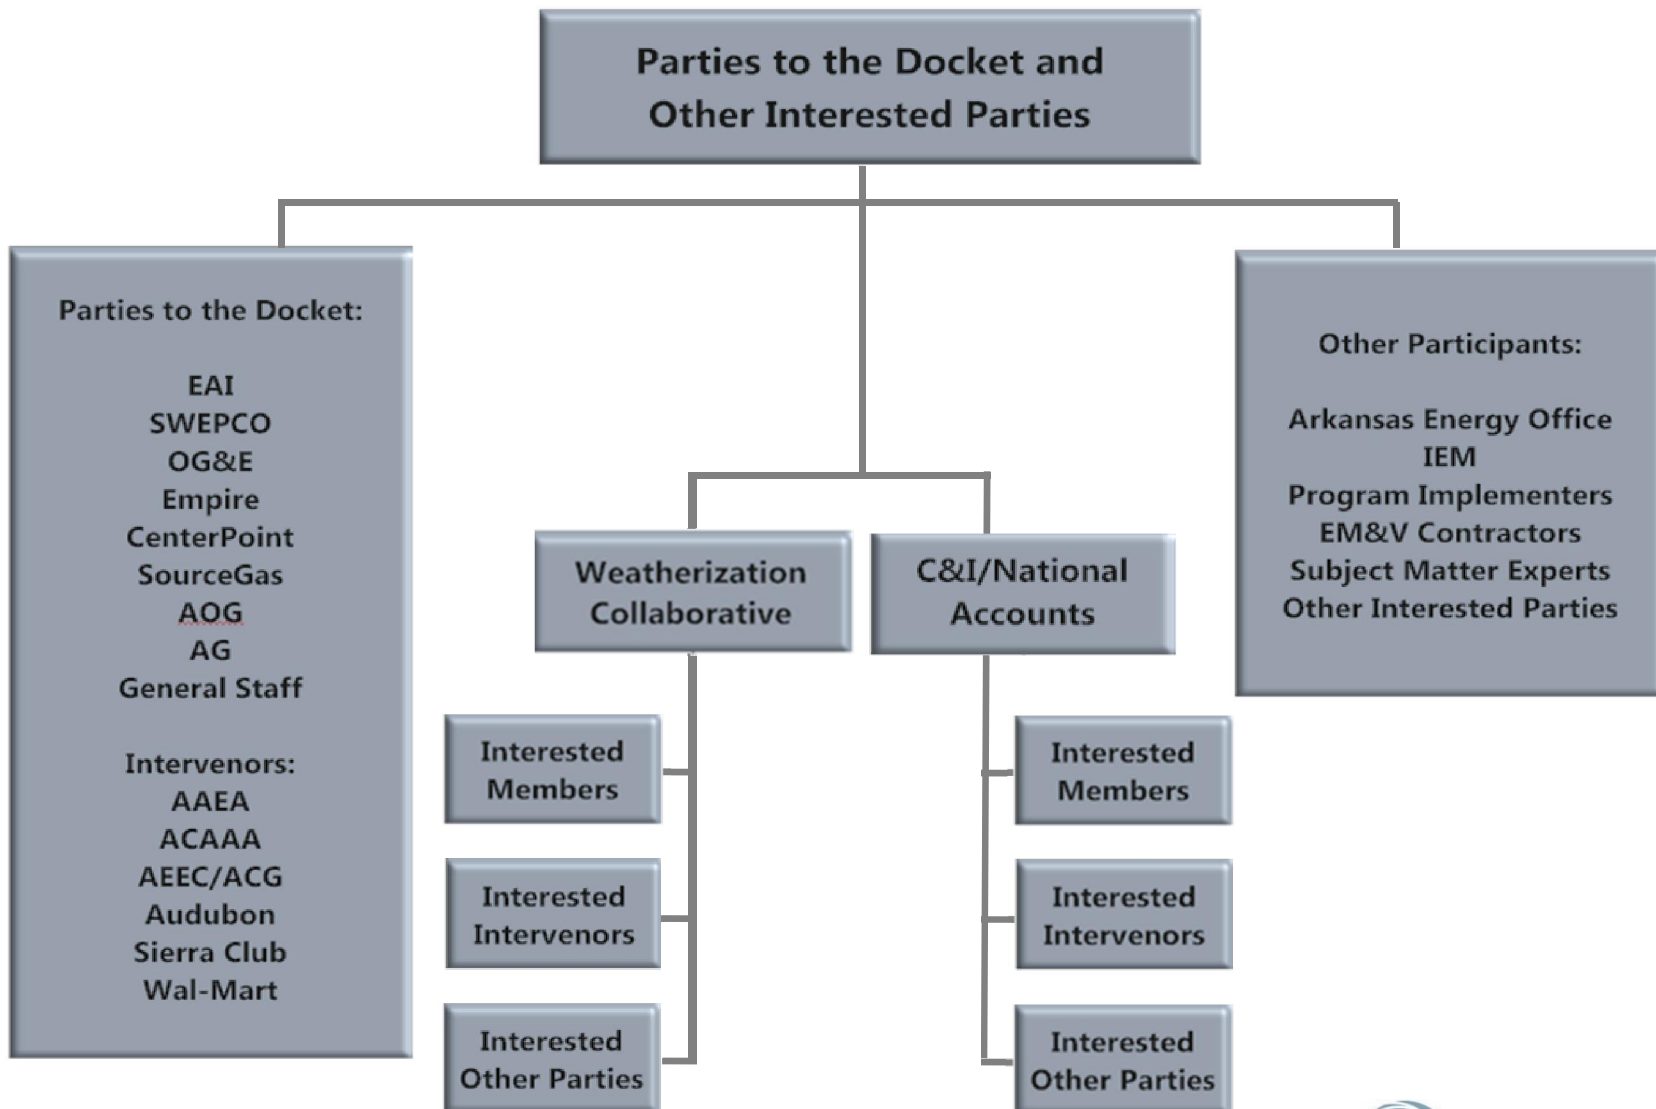 Parties to the Docket and
Other Interested Parties
Parties to the Docket:
EAI
SWEPCO
OG&E
Empire
CenterPoint
SourceGas
AOG
AG
General Staff
Intervenors:
AAEA
ACAAA
AEEC/ACG
Audubon
Sierra Club
Wal-Mart
Weatherization
Collaborative
Interested
Members
Interested
Intervenors
Interested
Other Parties
C&I/National
Accounts
Interested
Members
Interested
Intervenors
Interested
Other Parties
Other Participants:
Arkansas Energy Office
IEM
Program Implementers
EM&V Contractors
Subject Matter Experts
Other Interested Parties